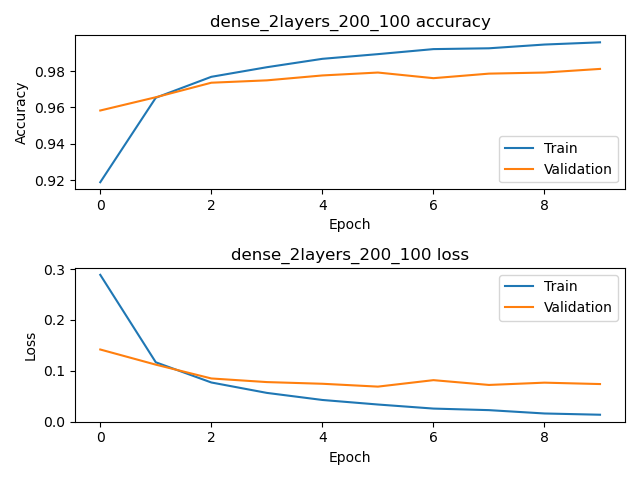 dense_2layers_200_100 accuracy
Accuracy
0.98
0.96
0.94
0.92
Train
Validation
0 2 4 6 8
Epoch
dense_2layers_200_100 loss
Loss
0.3
0.2
0.1
0.0
Train
Validation
0 2 4 6 8
Epoch